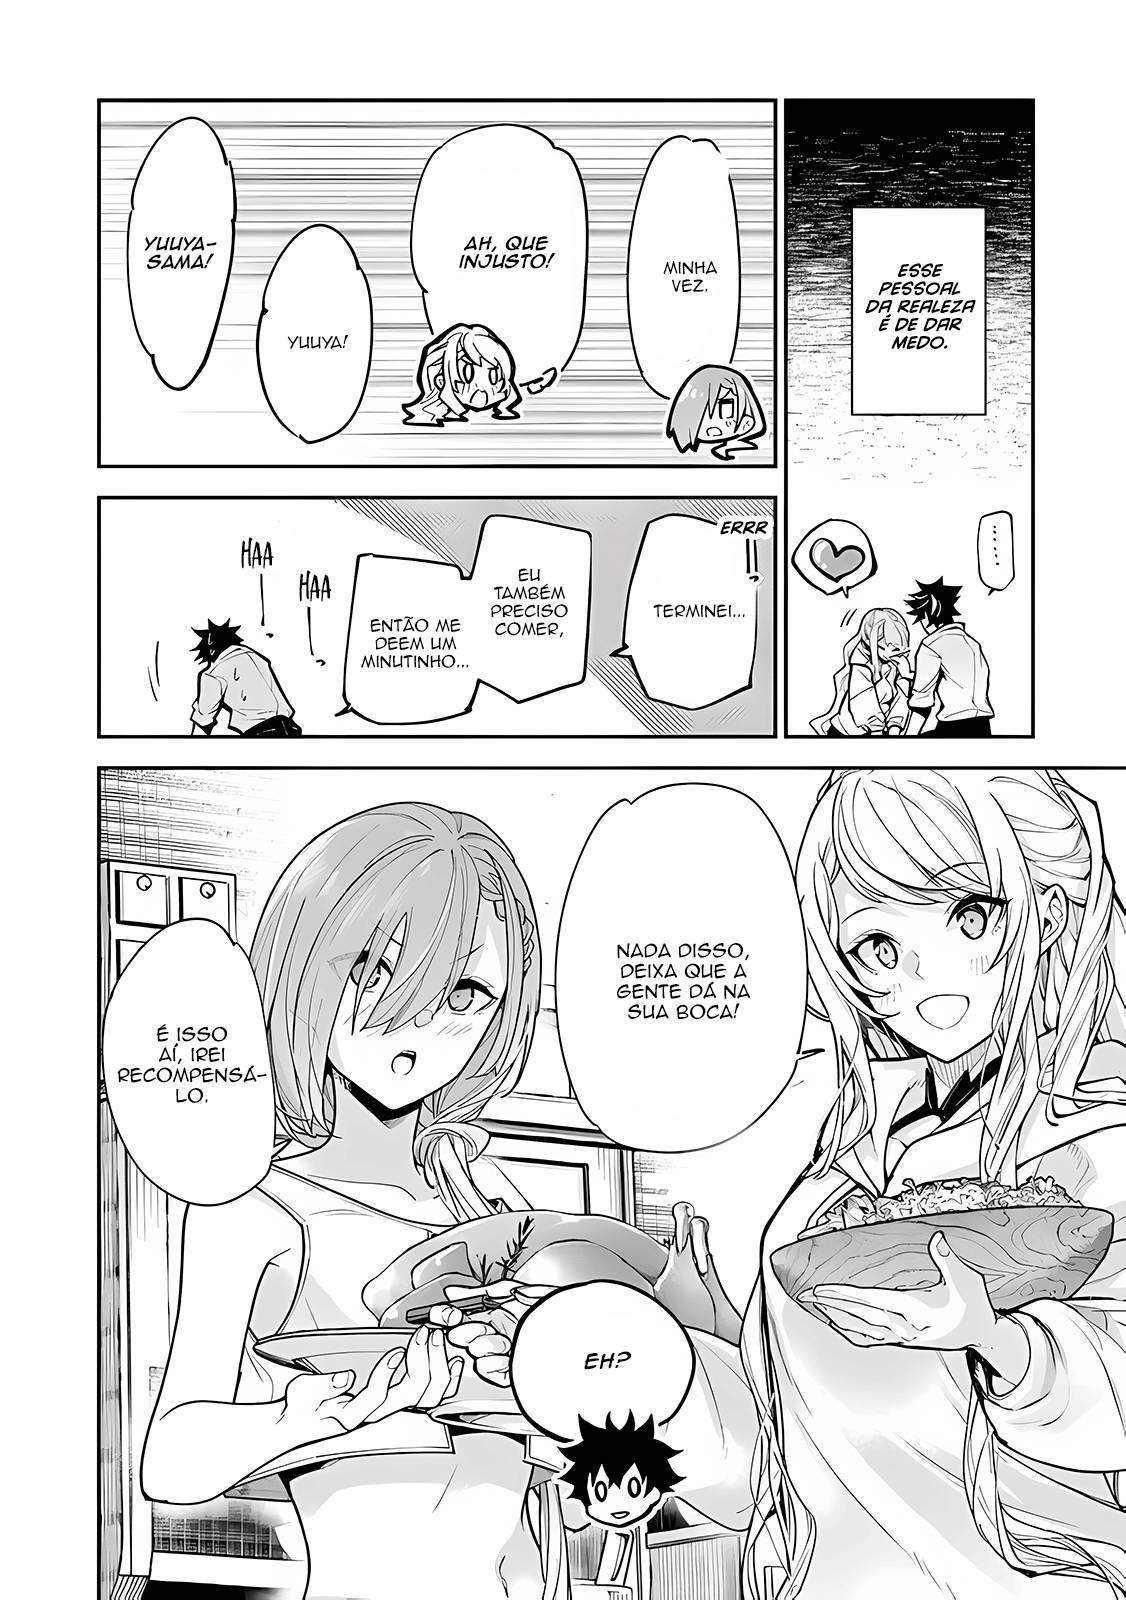 ESSE
PESSOAL
DA REALEZA
É DE DAR
MEDO.
......
MINHA
VEZ.
AH, QUE
INJUSTO!
YUUYA!
YUUYA-
SAMA!
ERRR
TERMINEI...
EU
TAMBÉM
PRECISO
COMER,
ENTÃO ME
DEEM UM
MINUTINHO...
HAA
HAA
NADA DISSO,
DEIXA QUE A
GENTE DÁ NA
SUA BOCA!
É ISSO
AÍ, IREI
RECOMPENSÁ-
LO.
EH?